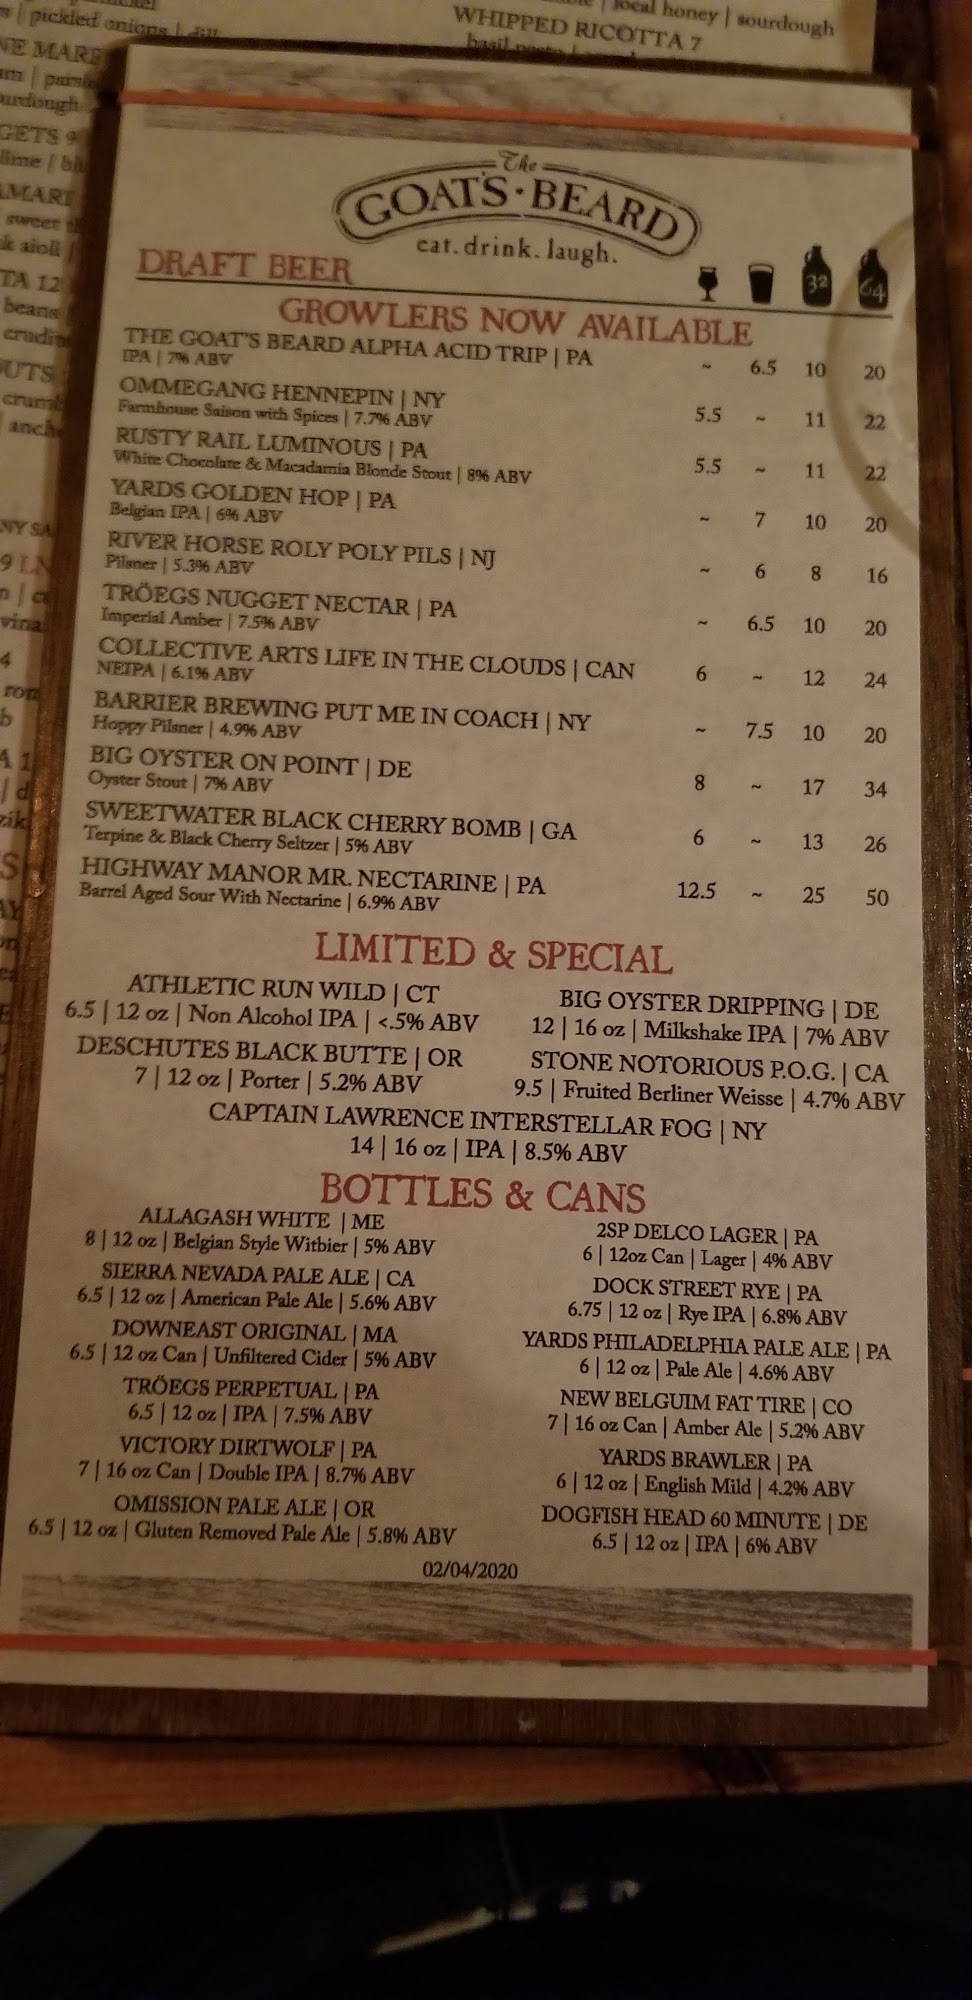 pickled onions | dill
local honey | sourdough
WHIPPED RICOTTA 7
The
GOAT'S · BEARD
eat. drink. laugh.
DRAFT BEER
32
64
GROWLERS NOW AVAILABLE
THE GOAT'S BEARD ALPHA ACID TRIP | PA
IPA | 7% ABV
~ 6.5 10 20
OMMEGANG HENNEPIN | NY
Farmhouse Saison with Spices | 7.7% ABV
5.5 ~ 11 22
RUSTY RAIL LUMINOUS | PA
White Chocolate & Macadamia Blonde Stout | 8% ABV
5.5 ~ 11 22
YARDS GOLDEN HOP | PA
Belgian IPA | 6% ABV
~ 7 10 20
RIVER HORSE ROLY POLY PILS | NJ
Pilsner | 5.3% ABV
~ 6 8 16
TRÖEGS NUGGET NECTAR | PA
Imperial Amber | 7.5% ABV
~ 6.5 10 20
COLLECTIVE ARTS LIFE IN THE CLOUDS | CAN
NEIPA | 6.1% ABV
6 ~ 12 24
BARRIER BREWING PUT ME IN COACH | NY
Hoppy Pilsner | 4.9% ABV
~ 7.5 10 20
BIG OYSTER ON POINT | DE
Oyster Stout | 7% ABV
8 ~ 17 34
SWEETWATER BLACK CHERRY BOMB | GA
Terpine & Black Cherry Seltzer | 5% ABV
6 ~ 13 26
HIGHWAY MANOR MR. NECTARINE | PA
Barrel Aged Sour With Nectarine | 6.9% ABV
12.5 ~ 25 50
LIMITED & SPECIAL
ATHLETIC RUN WILD | CT
6.5 | 12 oz | Non Alcohol IPA | <.5% ABV
BIG OYSTER DRIPPING | DE
12 | 16 oz | Milkshake IPA | 7% ABV
DESCHUTES BLACK BUTTE | OR
7 | 12 oz | Porter | 5.2% ABV
STONE NOTORIOUS P.O.G. | CA
9.5 | Fruited Berliner Weisse | 4.7% ABV
CAPTAIN LAWRENCE INTERSTELLAR FOG | NY
14 | 16 oz | IPA | 8.5% ABV
BOTTLES & CANS
ALLAGASH WHITE | ME
8 | 12 oz | Belgian Style Witbier | 5% ABV
SIERRA NEVADA PALE ALE | CA
6.5 | 12 oz | American Pale Ale | 5.6% ABV
DOWNEAST ORIGINAL | MA
6.5 | 12 oz Can | Unfiltered Cider | 5% ABV
TRÖEGS PERPETUAL | PA
6.5 | 12 oz | IPA | 7.5% ABV
VICTORY DIRTWOLF | PA
7 | 16 oz Can | Double IPA | 8.7% ABV
OMISSION PALE ALE | OR
6.5 | 12 oz | Gluten Removed Pale Ale | 5.8% ABV
2SP DELCO LAGER | PA
6 | 12oz Can | Lager | 4% ABV
DOCK STREET RYE | PA
6.75 | 12 oz | Rye IPA | 6.8% ABV
YARDS PHILADELPHIA PALE ALE | PA
6 | 12 oz | Pale Ale | 4.6% ABV
NEW BELGUIM FAT TIRE | CO
7 | 16 oz Can | Amber Ale | 5.2% ABV
YARDS BRAWLER | PA
6 | 12 oz | English Mild | 4.2% ABV
DOGFISH HEAD 60 MINUTE | DE
6.5 | 12 oz | IPA | 6% ABV
02/04/2020